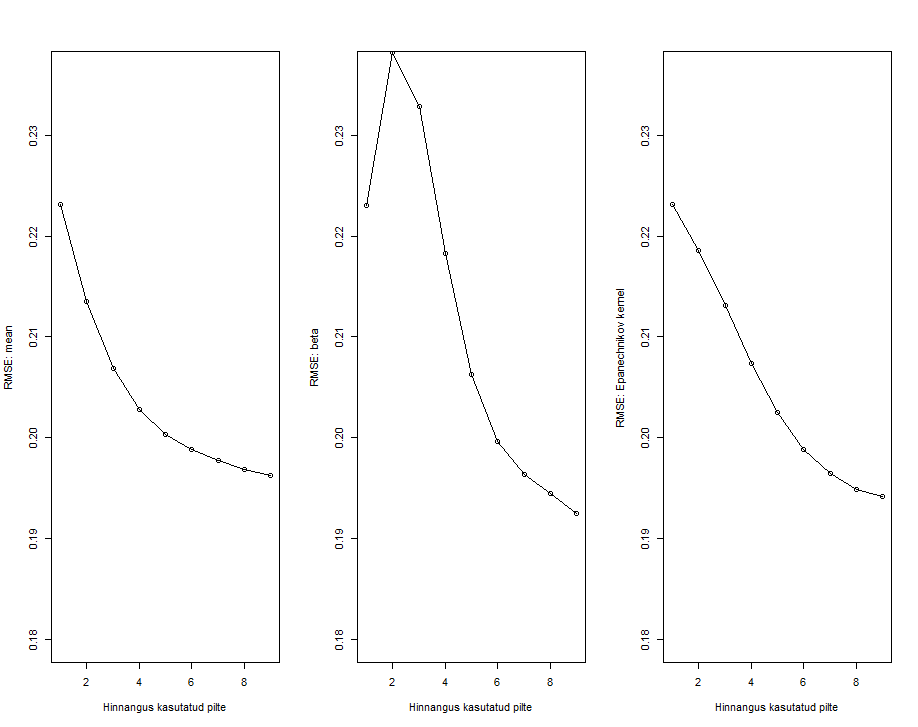 RMSE: mean
0.23
0.22
0.21
0.20
0.19
0.18
2 4 6 8
Hinnangus kasutatud pilte
RMSE: beta
0.23
0.22
0.21
0.20
0.19
0.18
2 4 6 8
Hinnangus kasutatud pilte
RMSE: Epanechnikov kernel
0.23
0.22
0.21
0.20
0.19
0.18
2 4 6 8
Hinnangus kasutatud pilte